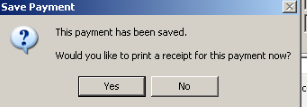 Save Payment
This payment has been saved.
Would you like to print a receipt for this payment now?
Yes
No